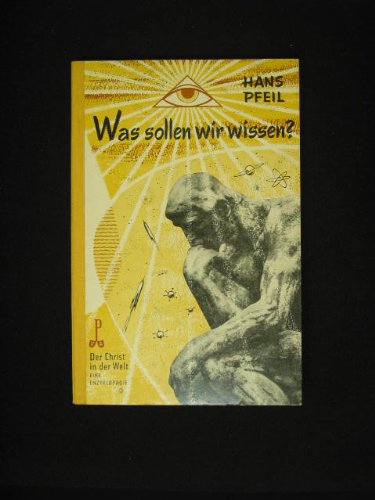 HANS
PFEIL
Was sollen wir wissen?
Der Christ
in der Welt
EINE
ENZYKLOPÄDIE